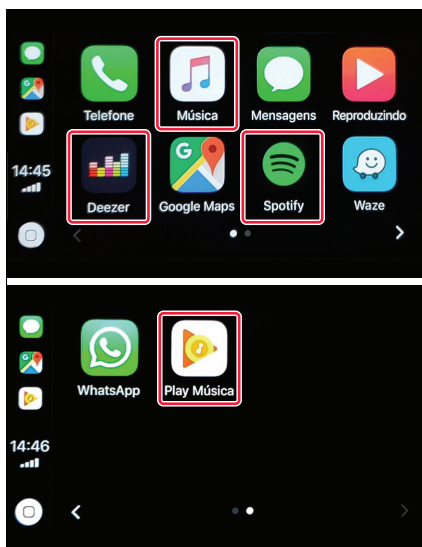 Telefone
Música
Mensagens
Reproduzindo
14:45
Deezer
Google Maps
Spotify
Waze
WhatsApp
Play Música
14:46